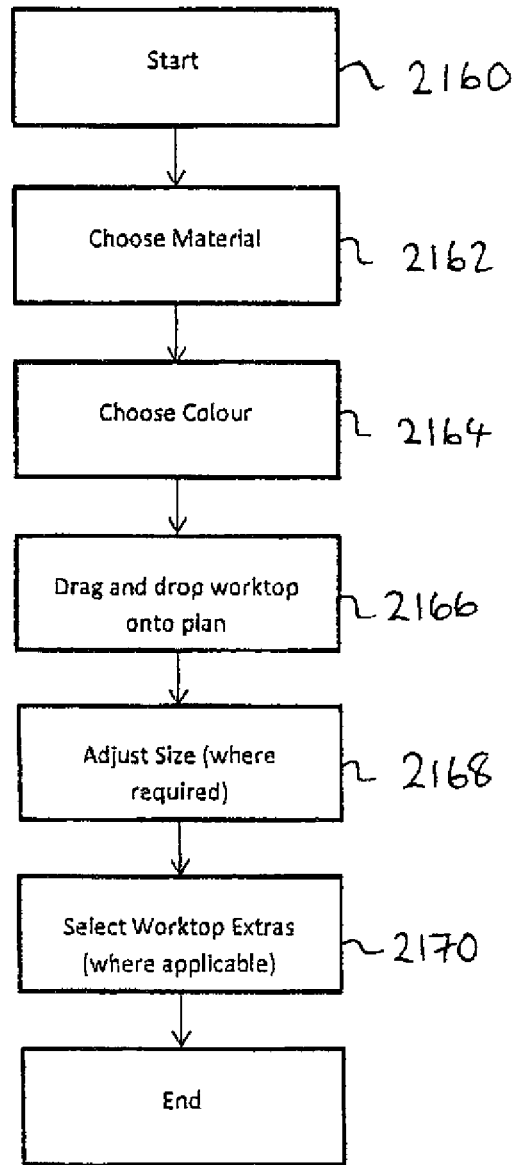 Start
2160
Choose Material
2162
Choose Colour
2164
Drag and drop worktop
onto plan
2166
Adjust Size (where
required)
2168
Select Worktop Extras
(where applicable)
2170
End